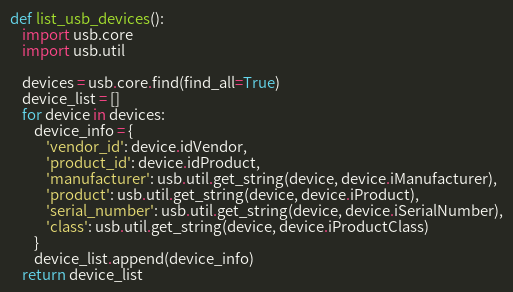 def list_usb_devices():
    import usb.core
    import usb.util

    devices = usb.core.find(find_all=True)
    device_list = []
    for device in devices:
        device_info = {
            'vendor_id': device.idVendor,
            'product_id': device.idProduct,
            'manufacturer': usb.util.get_string(device, device.iManufacturer),
            'product': usb.util.get_string(device, device.iProduct),
            'serial_number': usb.util.get_string(device, device.iSerialNumber),
            'class': usb.util.get_string(device, device.iProductClass)
        }
        device_list.append(device_info)
    return device_list